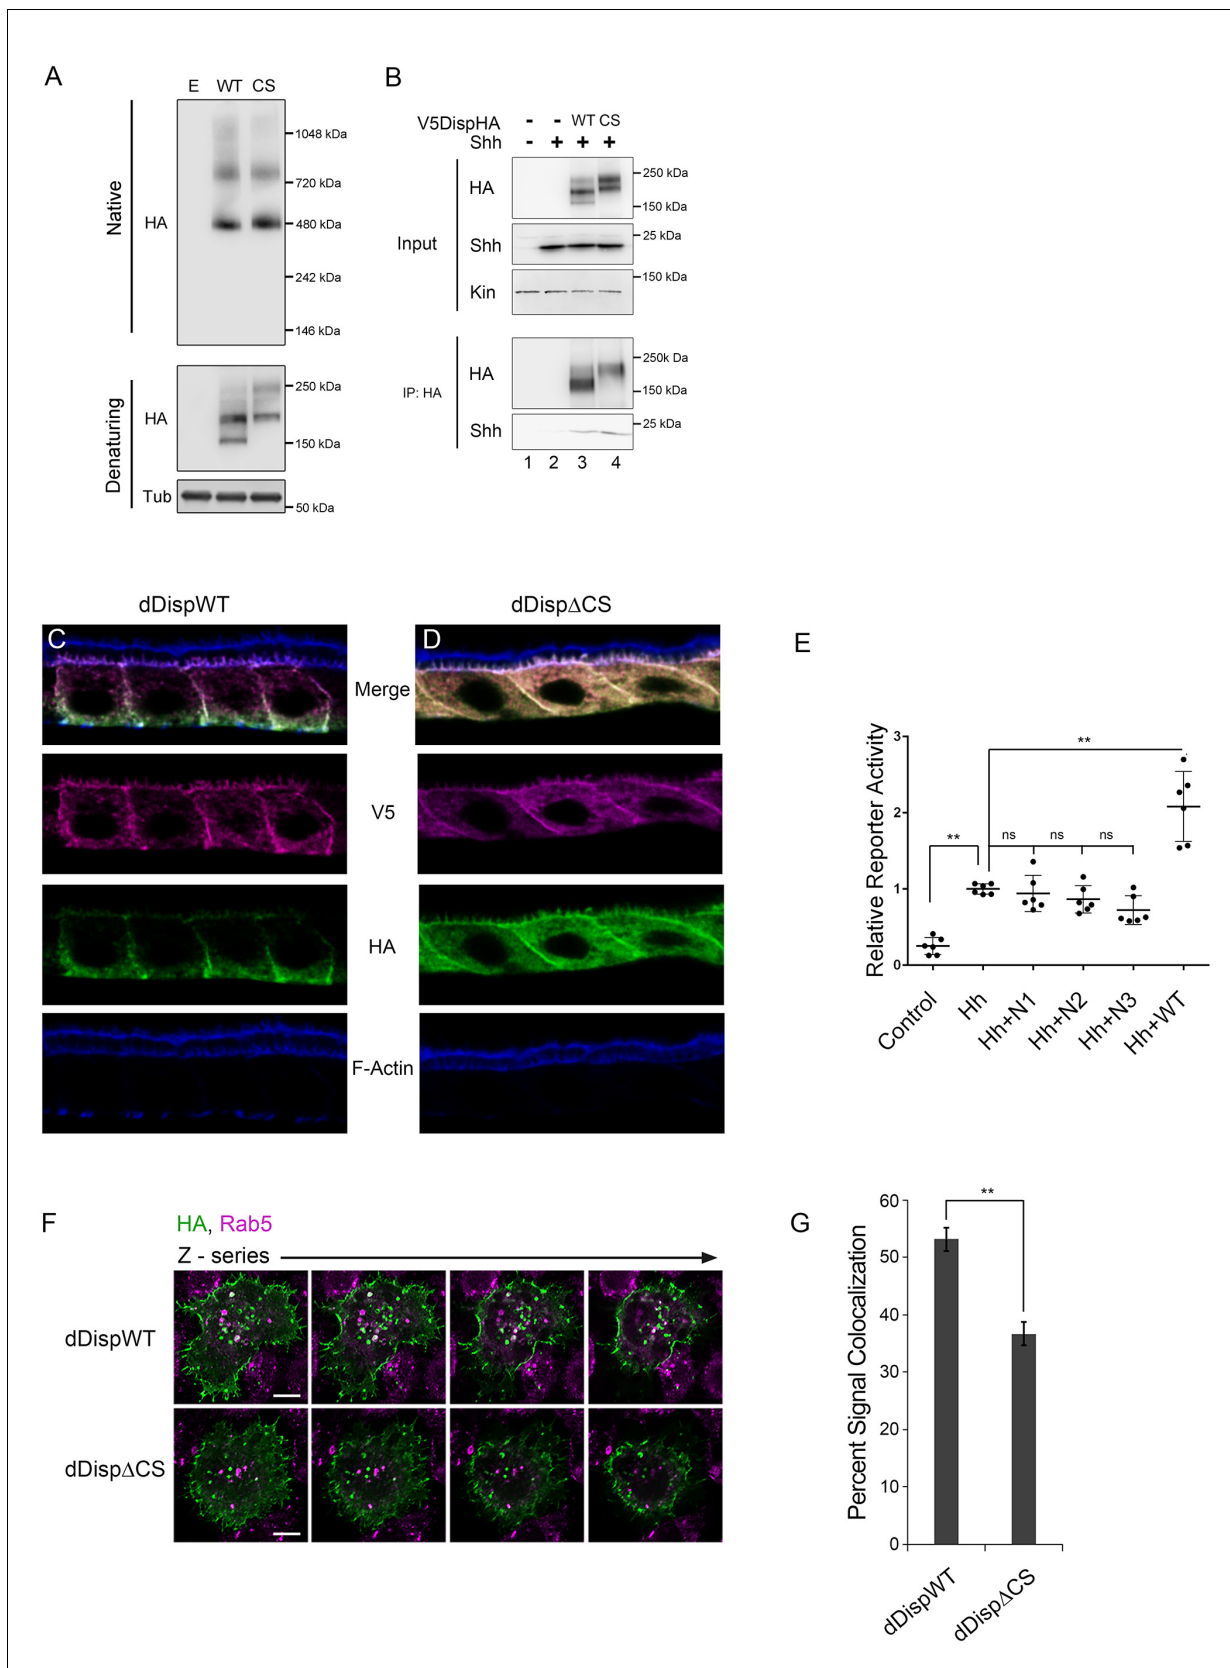 A
E WT CS
Native
HA
1048 kDa
720 kDa
480 kDa
242 kDa
146 kDa
Denaturing
HA
250 kDa
150 kDa
Tub
50 kDa
B
V5DispHA - - WT CS
Shh - + + +
Input
HA
250 kDa
150 kDa
Shh
25 kDa
Kin
150 kDa
IP: HA
HA
250k Da
150 kDa
Shh
25 kDa
1 2 3 4
dDispWT
dDispΔCS
C
D
Merge
V5
HA
F-Actin
E
Relative Reporter Activity
3
2
1
0
**
ns
ns
ns
**
Control
Hh
Hh+N1
Hh+N2
Hh+N3
Hh+WT
F
HA, Rab5
Z - series
dDispWT
dDispΔCS
G
Percent Signal Colocalization
60
50
40
30
20
10
0
**
dDispWT
dDispΔCS